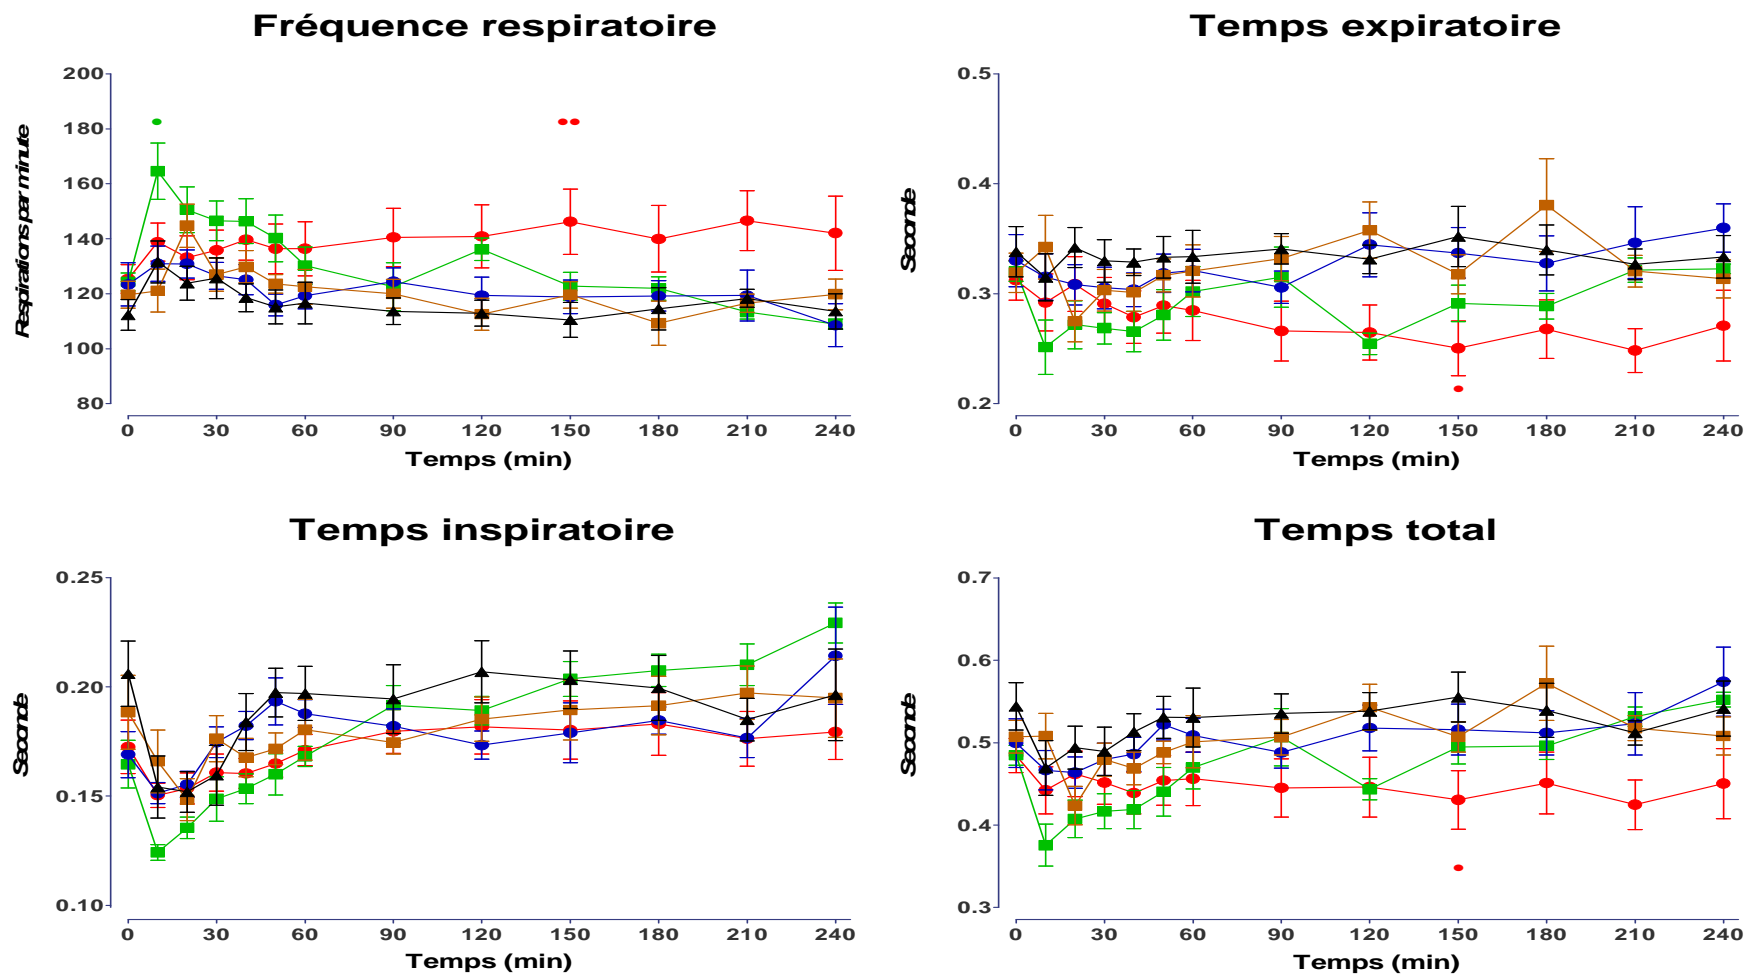 Fréquence respiratoire
Respirations par minute
200
180
160
140
120
100
80
0 30 60 90 120 150 180 210 240
Temps (min)
Temps expiratoire
Seconde
0.5
0.4
0.3
0.2
0 30 60 90 120 150 180 210 240
Temps (min)
Temps inspiratoire
Seconde
0.25
0.20
0.15
0.10
0 30 60 90 120 150 180 210 240
Temps (min)
Temps total
Seconde
0.7
0.6
0.5
0.4
0.3
0 30 60 90 120 150 180 210 240
Temps (min)